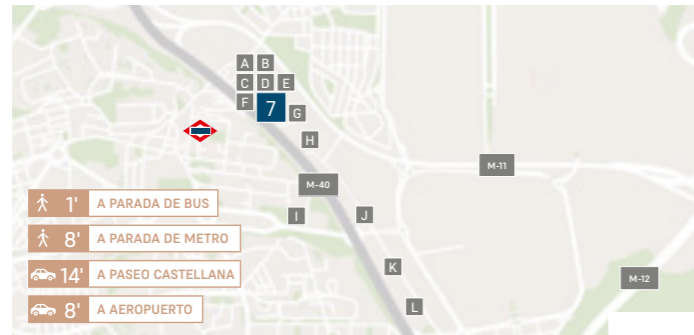 A B
C D E
F 7 G
H
M-11
M-40
I J
K
M-12
L
1' A PARADA DE BUS
8' A PARADA DE METRO
14' A PASEO CASTELLANA
8' A AEROPUERTO